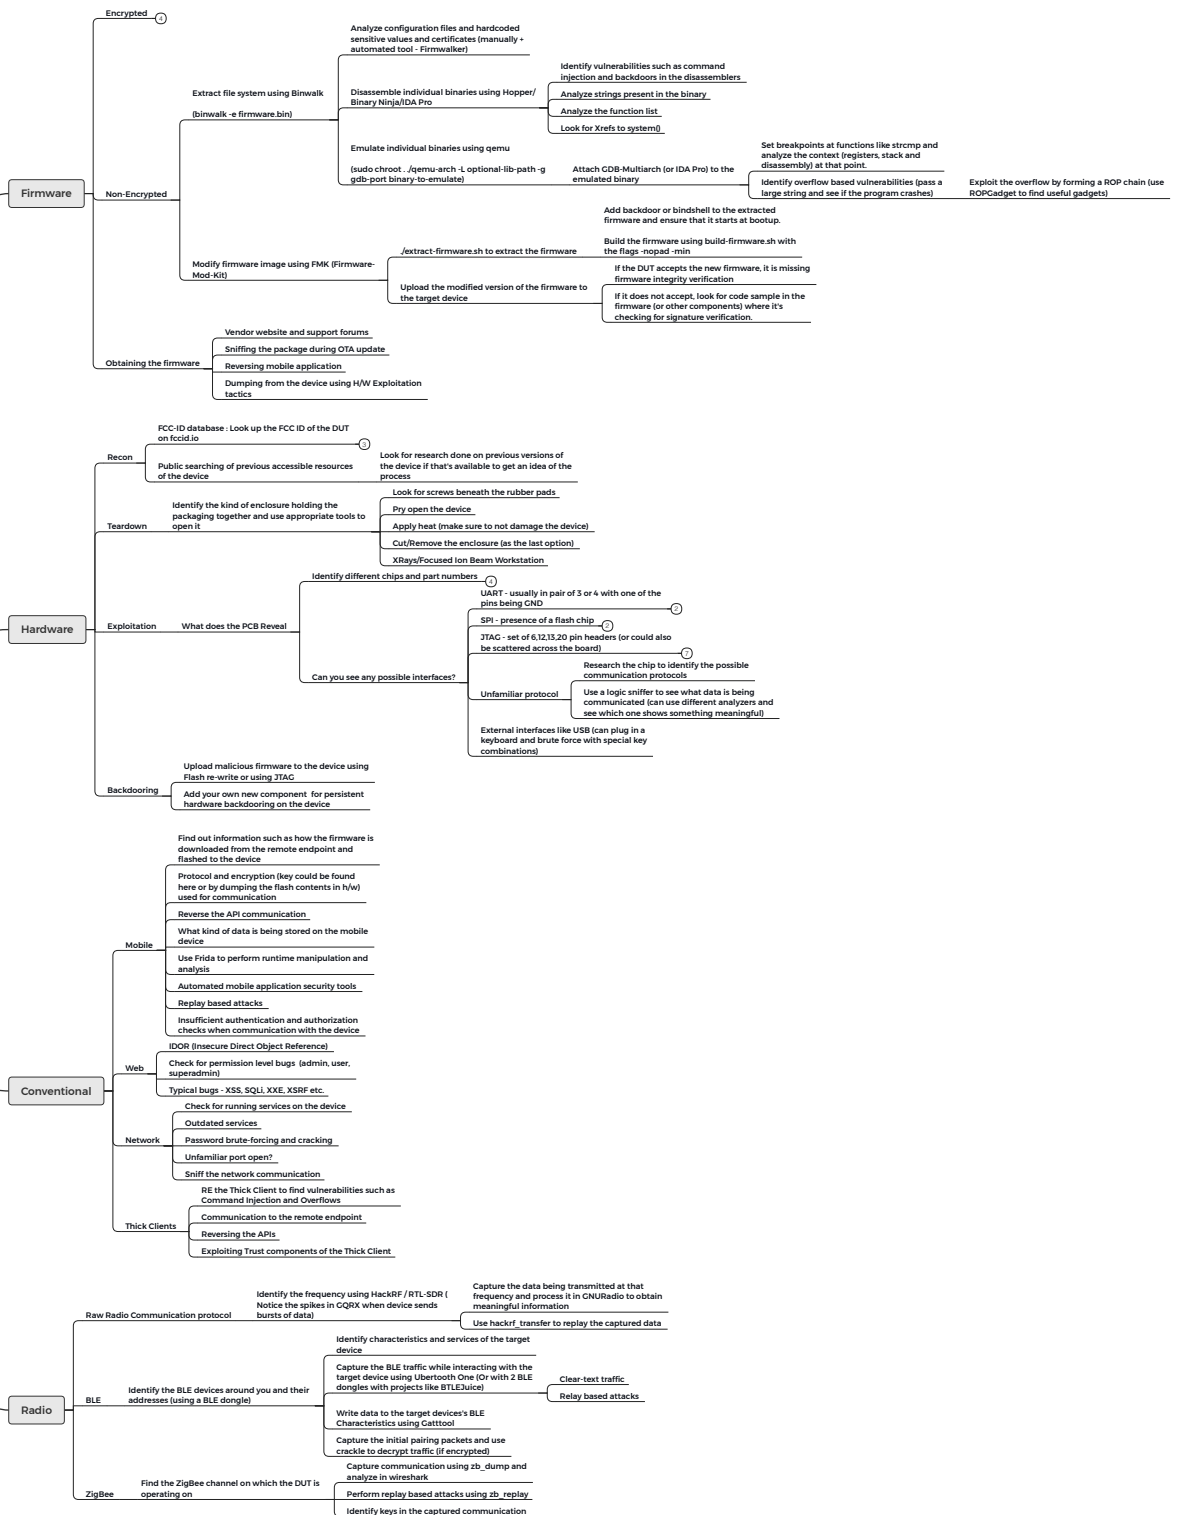 Firmware
Encrypted
4
Non-Encrypted
Extract file system using Binwalk
(binwalk -e firmware.bin)
Analyze configuration files and hardcoded
sensitive values and certificates (manually +
automated tool - Firmwalker)
Disassemble individual binaries using Hopper/
Binary Ninja/IDA Pro
Identify vulnerabilities such as command
injection and backdoors in the disassemblers
Analyze strings present in the binary
Analyze the function list
Look for Xrefs to system()
Emulate individual binaries using qemu
(sudo chroot . ./qemu-arch -L optional-lib-path -g
gdb-port binary-to-emulate)
Attach GDB-Multiarch (or IDA Pro) to the
emulated binary
Set breakpoints at functions like strcmp and
analyze the context (registers, stack and
disassembly) at that point.
Identify overflow based vulnerabilities (pass a
large string and see if the program crashes)
Exploit the overflow by forming a ROP chain (use
ROPGadget to find useful gadgets)
Modify firmware image using FMK (Firmware-
Mod-Kit)
./extract-firmware.sh to extract the firmware
Add backdoor or bindshell to the extracted
firmware and ensure that it starts at bootup.
Build the firmware using build-firmware.sh with
the flags -nopad -min
Upload the modified version of the firmware to
the target device
If the DUT accepts the new firmware, it is missing
firmware integrity verification
If it does not accept, look for code sample in the
firmware (or other components) where it's
checking for signature verification.
Obtaining the firmware
Vendor website and support forums
Sniffing the package during OTA update
Reversing mobile application
Dumping from the device using H/W Exploitation
tactics
Hardware
Recon
FCC-ID database : Look up the FCC ID of the DUT
on fccid.io
3
Public searching of previous accessible resources
of the device
Look for research done on previous versions of
the device if that's available to get an idea of the
process
Teardown
Identify the kind of enclosure holding the
packaging together and use appropriate tools to
open it
Look for screws beneath the rubber pads
Pry open the device
Apply heat (make sure to not damage the device)
Cut/Remove the enclosure (as the last option)
XRays/Focused Ion Beam Workstation
Exploitation
What does the PCB Reveal
Identify different chips and part numbers
4
Can you see any possible interfaces?
UART - usually in pair of 3 or 4 with one of the
pins being GND
2
SPI - presence of a flash chip
2
JTAG - set of 6,12,13,20 pin headers (or could also
be scattered across the board)
7
Unfamiliar protocol
Research the chip to identify the possible
communication protocols
Use a logic sniffer to see what data is being
communicated (can use different analyzers and
see which one shows something meaningful)
External interfaces like USB (can plug in a
keyboard and brute force with special key
combinations)
Backdooring
Upload malicious firmware to the device using
Flash re-write or using JTAG
Add your own new component for persistent
hardware backdooring on the device
Conventional
Mobile
Find out information such as how the firmware is
downloaded from the remote endpoint and
flashed to the device
Protocol and encryption (key could be found
here or by dumping the flash contents in h/w)
used for communication
Reverse the API communication
What kind of data is being stored on the mobile
device
Use Frida to perform runtime manipulation and
analysis
Automated mobile application security tools
Replay based attacks
Insufficient authentication and authorization
checks when communication with the device
Web
IDOR (Insecure Direct Object Reference)
Check for permission level bugs (admin, user,
superadmin)
Typical bugs - XSS, SQLi, XXE, XSRF etc.
Network
Check for running services on the device
Outdated services
Password brute-forcing and cracking
Unfamiliar port open?
Sniff the network communication
Thick Clients
RE the Thick Client to find vulnerabilities such as
Command Injection and Overflows
Communication to the remote endpoint
Reversing the APIs
Exploiting Trust components of the Thick Client
Radio
Raw Radio Communication protocol
Identify the frequency using HackRF / RTL-SDR (
Notice the spikes in GQRX when device sends
bursts of data)
Capture the data being transmitted at that
frequency and process it in GNURadio to obtain
meaningful information
Use hackrf_transfer to replay the captured data
BLE
Identify the BLE devices around you and their
addresses (using a BLE dongle)
Identify characteristics and services of the target
device
Capture the BLE traffic while interacting with the
target device using Ubertooth One (Or with 2 BLE
dongles with projects like BTLEJuice)
Clear-text traffic
Relay based attacks
Write data to the target devices's BLE
Characteristics using Gatttool
Capture the initial pairing packets and use
crackle to decrypt traffic (if encrypted)
ZigBee
Find the ZigBee channel on which the DUT is
operating on
Capture communication using zb_dump and
analyze in wireshark
Perform replay based attacks using zb_replay
Identify keys in the captured communication